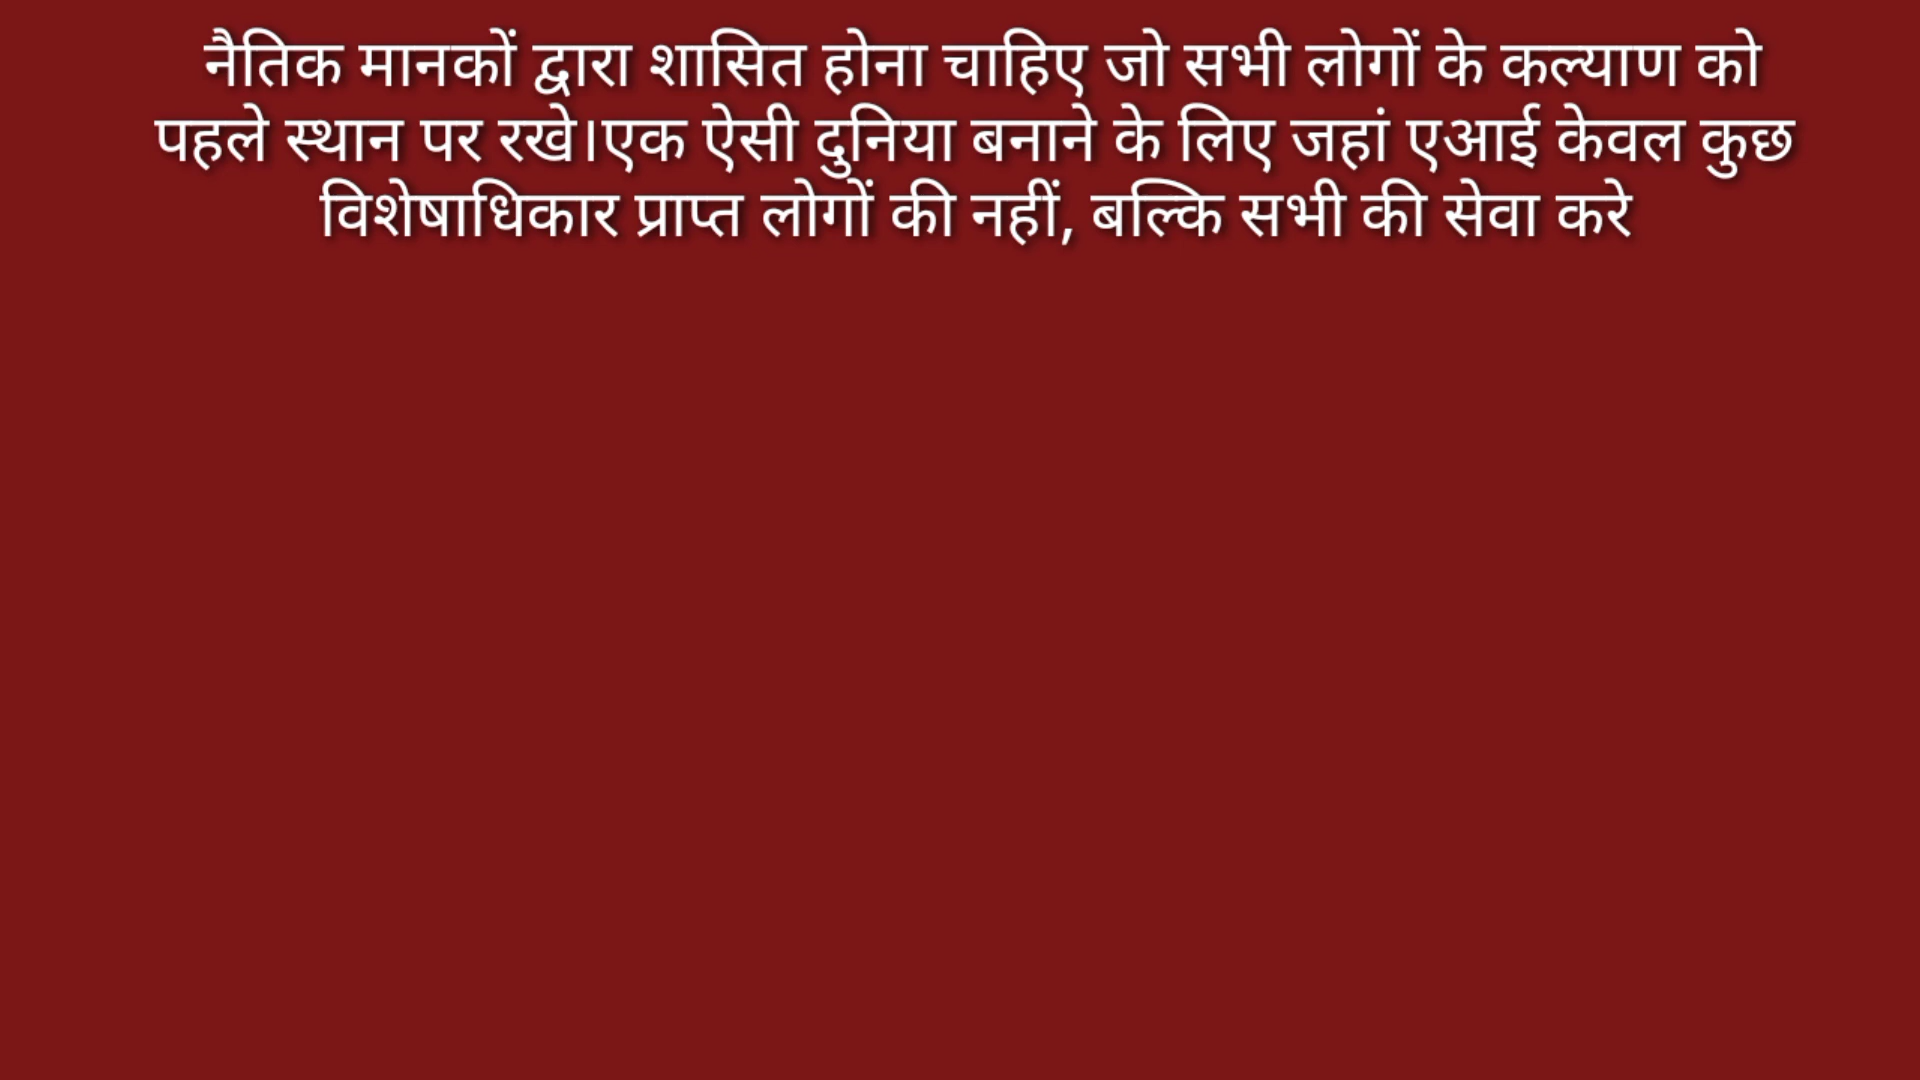 नैतिक मानकों द्वारा शासित होना चाहिए जो सभी लोगों के कल्याण को
पहले स्थान पर रखे।एक ऐसी दुनिया बनाने के लिए जहां एआई केवल कुछ
विशेषाधिकार प्राप्त लोगों की नहीं, बल्कि सभी की सेवा करे